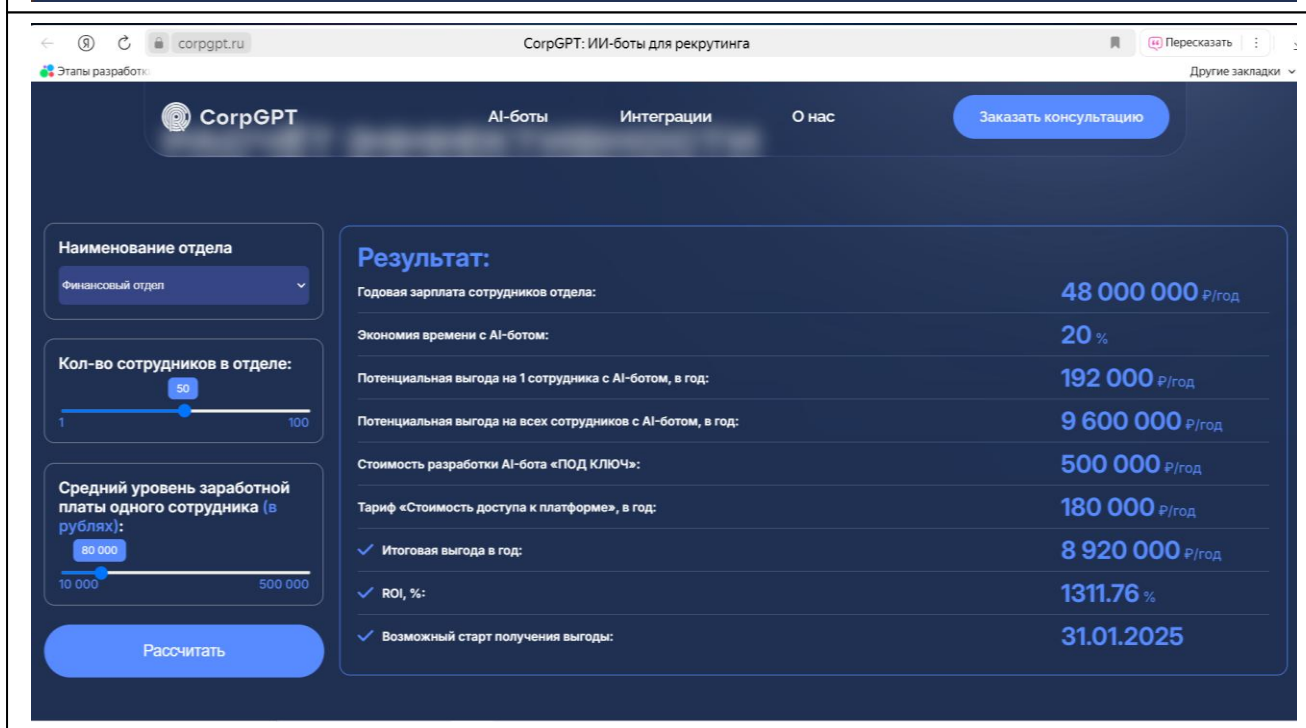 corpgpt.ru
CorpGPT: ИИ-боты для рекрутинга
Пересказать
Этапы разработк
Другие закладки
CorpGPT
AI-боты
Интеграции
О нас
Заказать консультацию
Наименование отдела
Финансовый отдел
Кол-во сотрудников в отделе:
50
1 100
Средний уровень заработной
платы одного сотрудника (в
рублях):
80 000
10 000 500 000
Рассчитать
Результат:
Годовая зарплата сотрудников отдела: 48 000 000 ₽/год
Экономия времени с AI-ботом: 20 %
Потенциальная выгода на 1 сотрудника с AI-ботом, в год: 192 000 ₽/год
Потенциальная выгода на всех сотрудников с AI-ботом, в год: 9 600 000 ₽/год
Стоимость разработки AI-бота «ПОД КЛЮЧ»: 500 000 ₽/год
Тариф «Стоимость доступа к платформе», в год: 180 000 ₽/год
Итоговая выгода в год: 8 920 000 ₽/год
ROI, %: 1311.76 %
Возможный старт получения выгоды: 31.01.2025